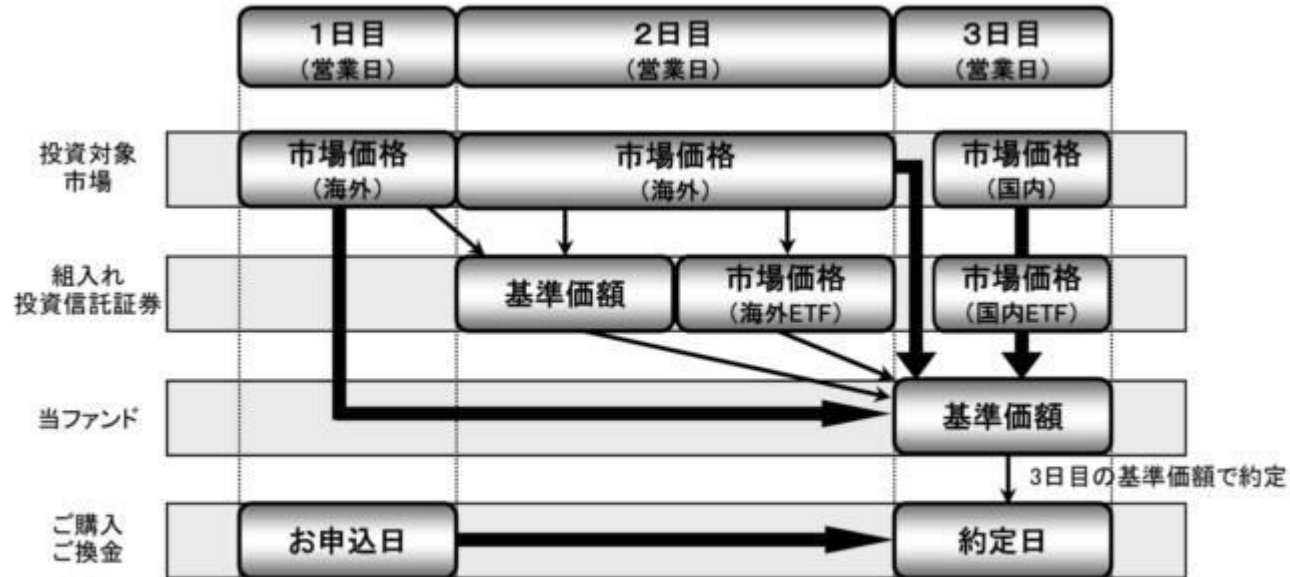 1日目
(営業日)
2日目
(営業日)
3日目
(営業日)
投資対象
市場
市場価格
(海外)
市場価格
(海外)
市場価格
(国内)
組入れ
投資信託証券
基準価額
市場価格
(海外ETF)
市場価格
(国内ETF)
当ファンド
基準価額
3日目の基準価額で約定
ご購入
ご換金
お申込日
約定日